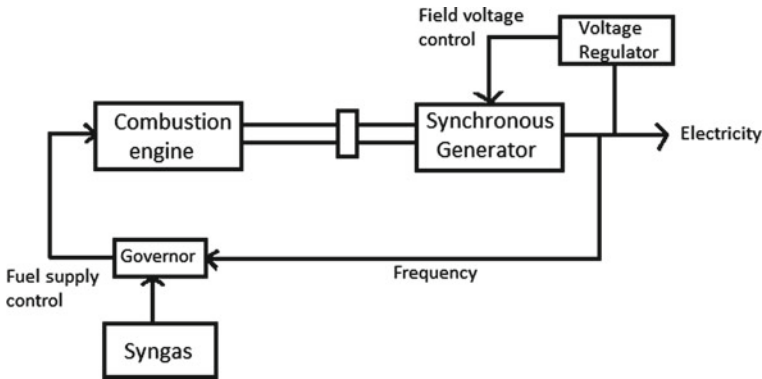 Field voltage
control
Voltage
Regulator
Combustion
engine
Synchronous
Generator
Electricity
Governor
Frequency
Fuel supply
control
Syngas